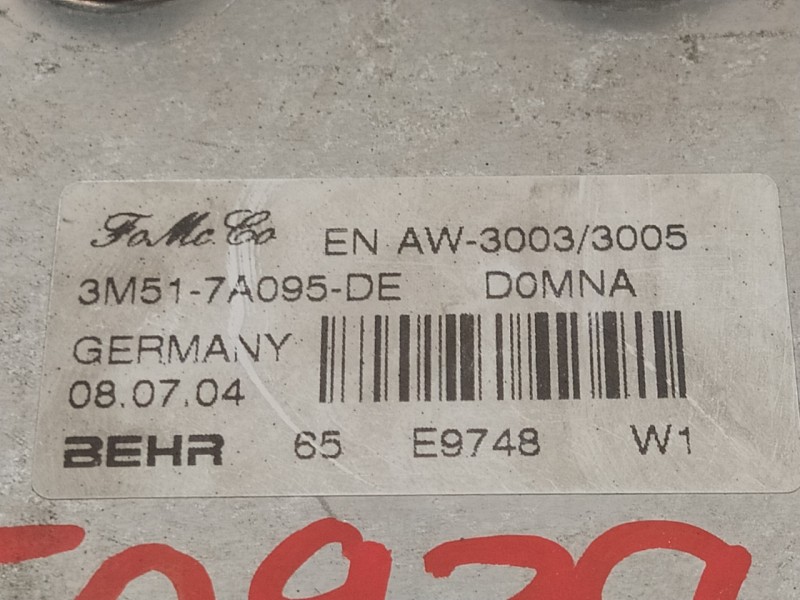 FoMoCo EN AW-3003/3005
3M51-7A095-DE D0MNA
GERMANY
08.07.04
BEHR 65 E9748 W1